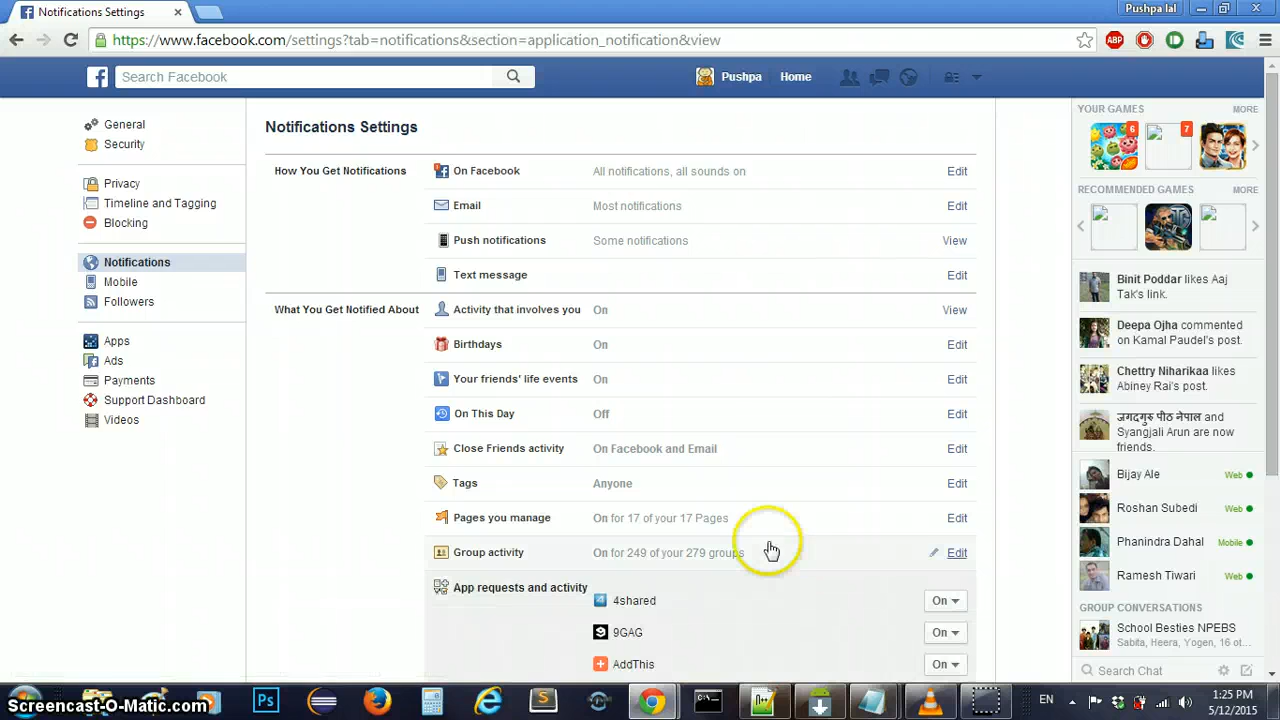 Notifications Settings
Pushpa lal
https://www.facebook.com/settings?tab=notifications&section=application_notification&view
ABP
Search Facebook
Pushpa
Home
General
Security
Privacy
Timeline and Tagging
Blocking
Notifications
Mobile
Followers
Apps
Ads
Payments
Support Dashboard
Videos
Notifications Settings
How You Get Notifications
On Facebook All notifications, all sounds on Edit
Email Most notifications Edit
Push notifications Some notifications View
Text message Edit
What You Get Notified About
Activity that involves you On View
Birthdays On Edit
Your friends' life events On Edit
On This Day Off Edit
Close Friends activity On Facebook and Email Edit
Tags Anyone Edit
Pages you manage On for 17 of your 17 Pages Edit
Group activity On for 249 of your 279 groups Edit
App requests and activity
4shared On
9GAG On
AddThis On
YOUR GAMES MORE
6
7
RECOMMENDED GAMES MORE
Binit Poddar likes Aaj
Tak's link.
Deepa Ojha commented
on Kamal Paudel's post.
Chettry Niharikaa likes
Abiney Rai's post.
जगदगुरु पीठ नेपाल and
Syangjali Arun are now
friends.
Bijay Ale Web
Roshan Subedi Web
Phanindra Dahal Mobile
Ramesh Tiwari Web
GROUP CONVERSATIONS
School Besties NPEBS
Sabita, Heera, Yogen, 16 ot...
Search Chat
Screencast-O-Matic.com
Ps
S
EN
1:25 PM
5/12/2015